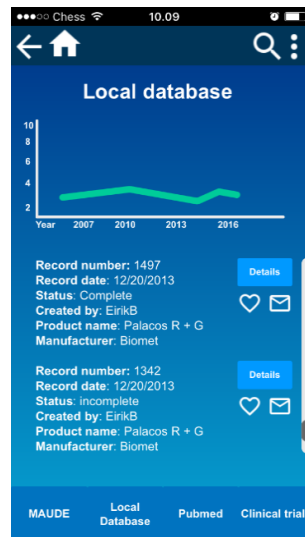 Chess 10.09
Local database
10
8
6
4
2
Year 2007 2010 2013 2016
Record number: 1497
Record date: 12/20/2013
Status: Complete
Created by: EirikB
Product name: Palacos R + G
Manufacturer: Biomet
Details
Record number: 1342
Record date: 12/20/2013
Status: incomplete
Created by: EirikB
Product name: Palacos R + G
Manufacturer: Biomet
Details
MAUDE
Local
Database
Pubmed
Clinical trial